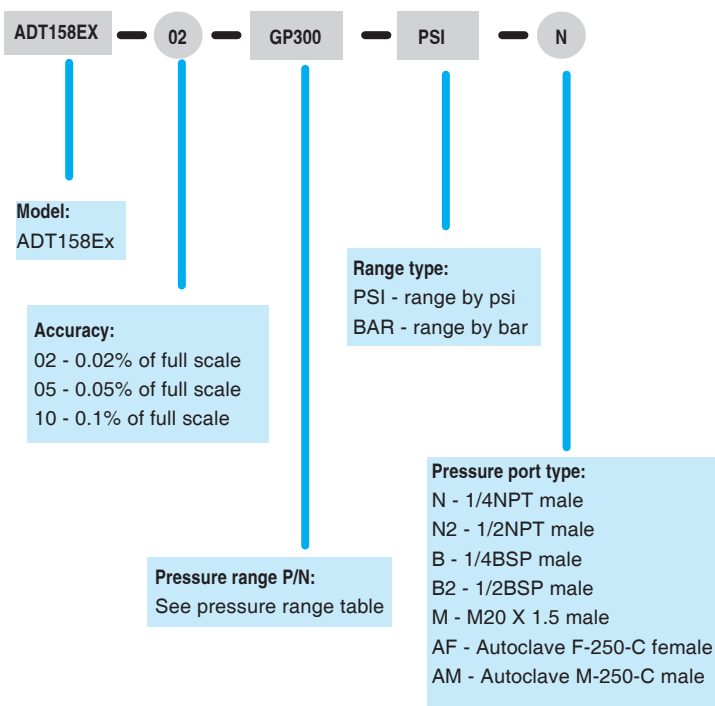 ADT158EX 02 GP300 PSI N
Model:
ADT158Ex
Range type:
PSI - range by psi
BAR - range by bar
Accuracy:
02 - 0.02% of full scale
05 - 0.05% of full scale
10 - 0.1% of full scale
Pressure port type:
N - 1/4NPT male
N2 - 1/2NPT male
B - 1/4BSP male
B2 - 1/2BSP male
M - M20 X 1.5 male
AF - Autoclave F-250-C female
AM - Autoclave M-250-C male
Pressure range P/N:
See pressure range table